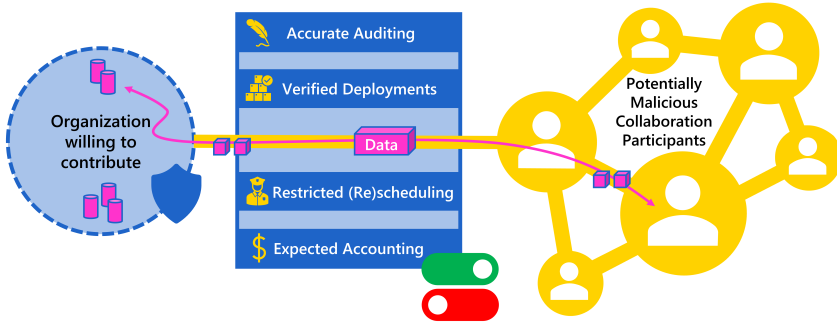 Organization
willing to
contribute
Accurate Auditing
Verified Deployments
Data
Restricted (Re)scheduling
Expected Accounting
Potentially
Malicious
Collaboration
Participants